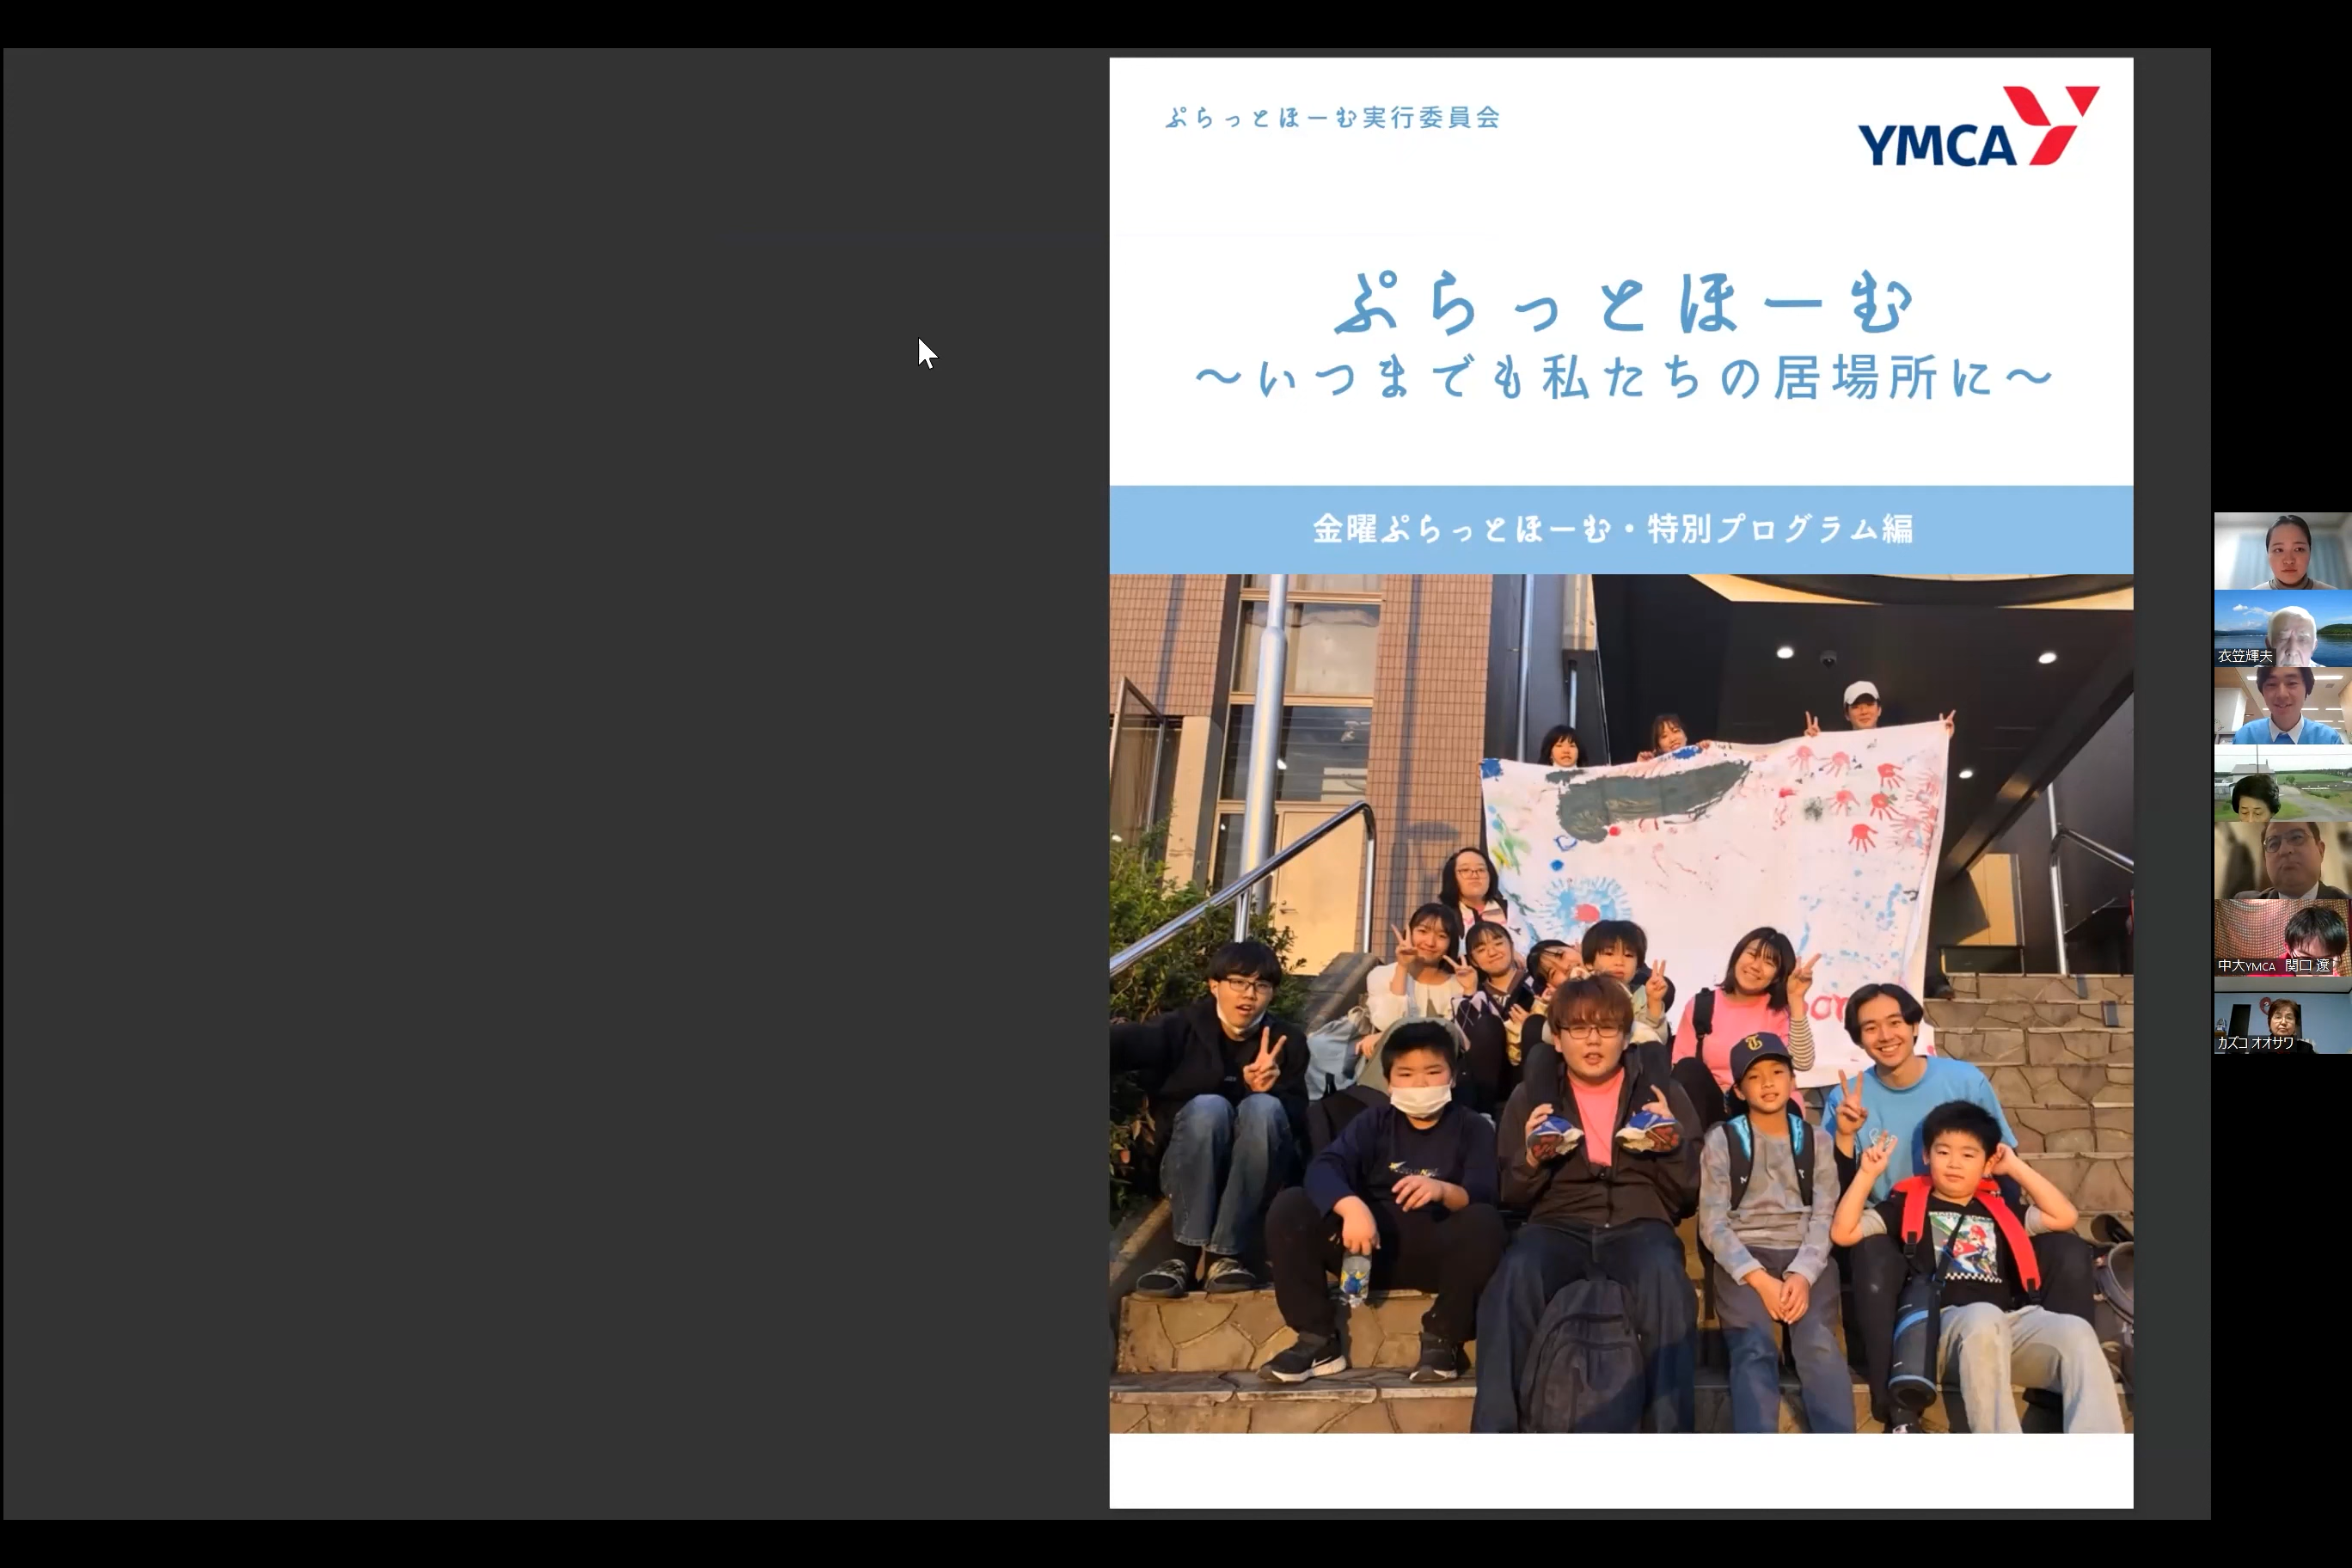 ぷらっとほーむ実行委員会
YMCA
ぷらっとほーむ
～いつまでも私たちの居場所に～
金曜ぷらっとほーむ・特別プログラム編
衣笠輝夫
中大YMCA 関口 遼
カズコ オオサワ